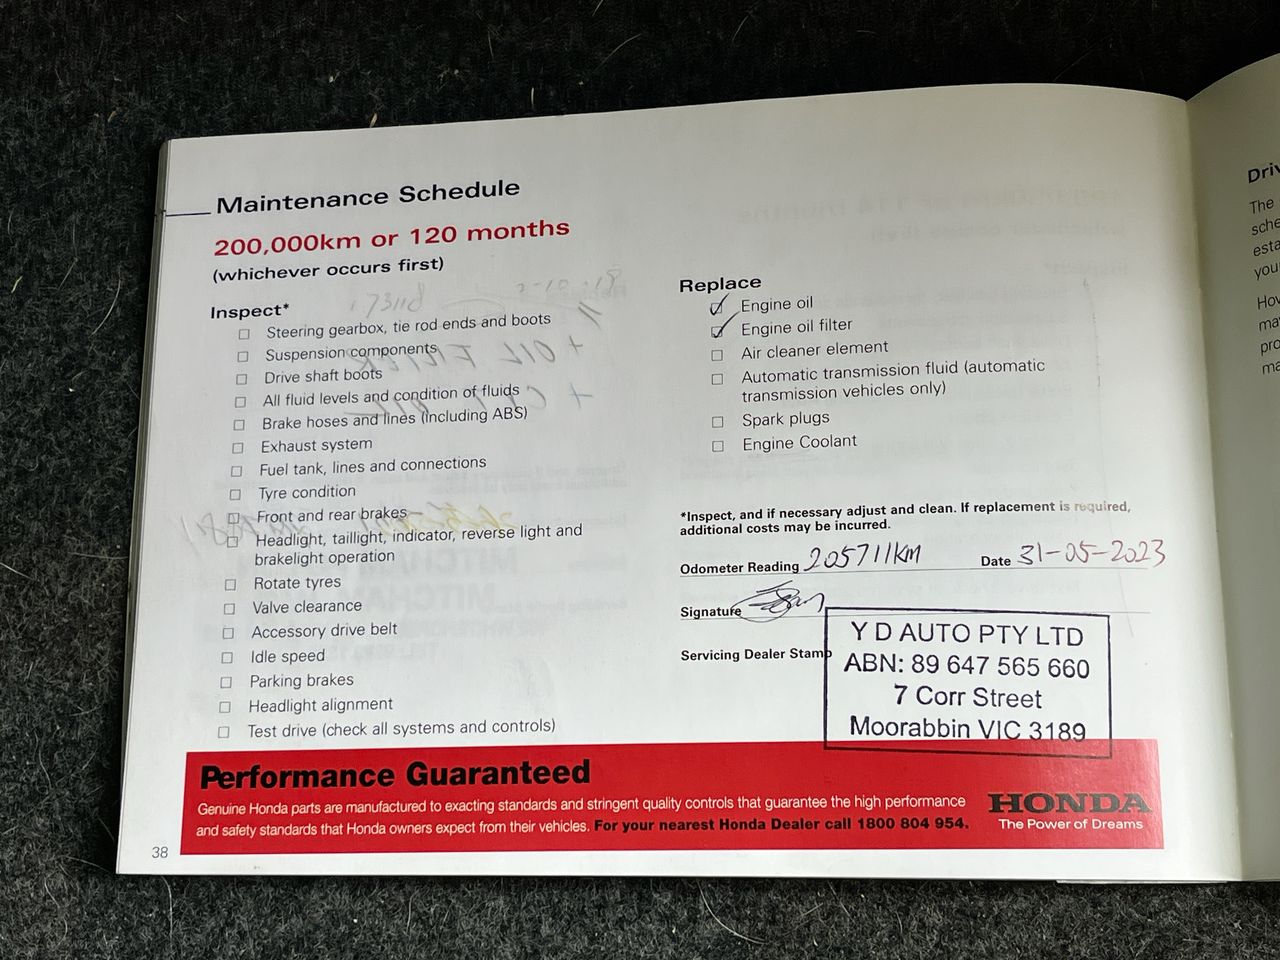 Maintenance Schedule
200,000km or 120 months
(whichever occurs first)
Inspect*
Steering gearbox, tie rod ends and boots
Suspension components
Drive shaft boots
All fluid levels and condition of fluids
Brake hoses and lines (including ABS)
Exhaust system
Fuel tank, lines and connections
Tyre condition
Front and rear brakes
Headlight, taillight, indicator, reverse light and
brakelight operation
Rotate tyres
Valve clearance
Accessory drive belt
Idle speed
Parking brakes
Headlight alignment
Test drive (check all systems and controls)
Replace
Engine oil
Engine oil filter
Air cleaner element
Automatic transmission fluid (automatic
transmission vehicles only)
Spark plugs
Engine Coolant
*Inspect, and if necessary adjust and clean. If replacement is required,
additional costs may be incurred.
Odometer Reading 205711KM Date 31-05-2023
Signature
Servicing Dealer Stamp
Y D AUTO PTY LTD
ABN: 89 647 565 660
7 Corr Street
Moorabbin VIC 3189
Performance Guaranteed
Genuine Honda parts are manufactured to exacting standards and stringent quality controls that guarantee the high performance
and safety standards that Honda owners expect from their vehicles. For your nearest Honda Dealer call 1800 804 954.
HONDA
The Power of Dreams
38
The